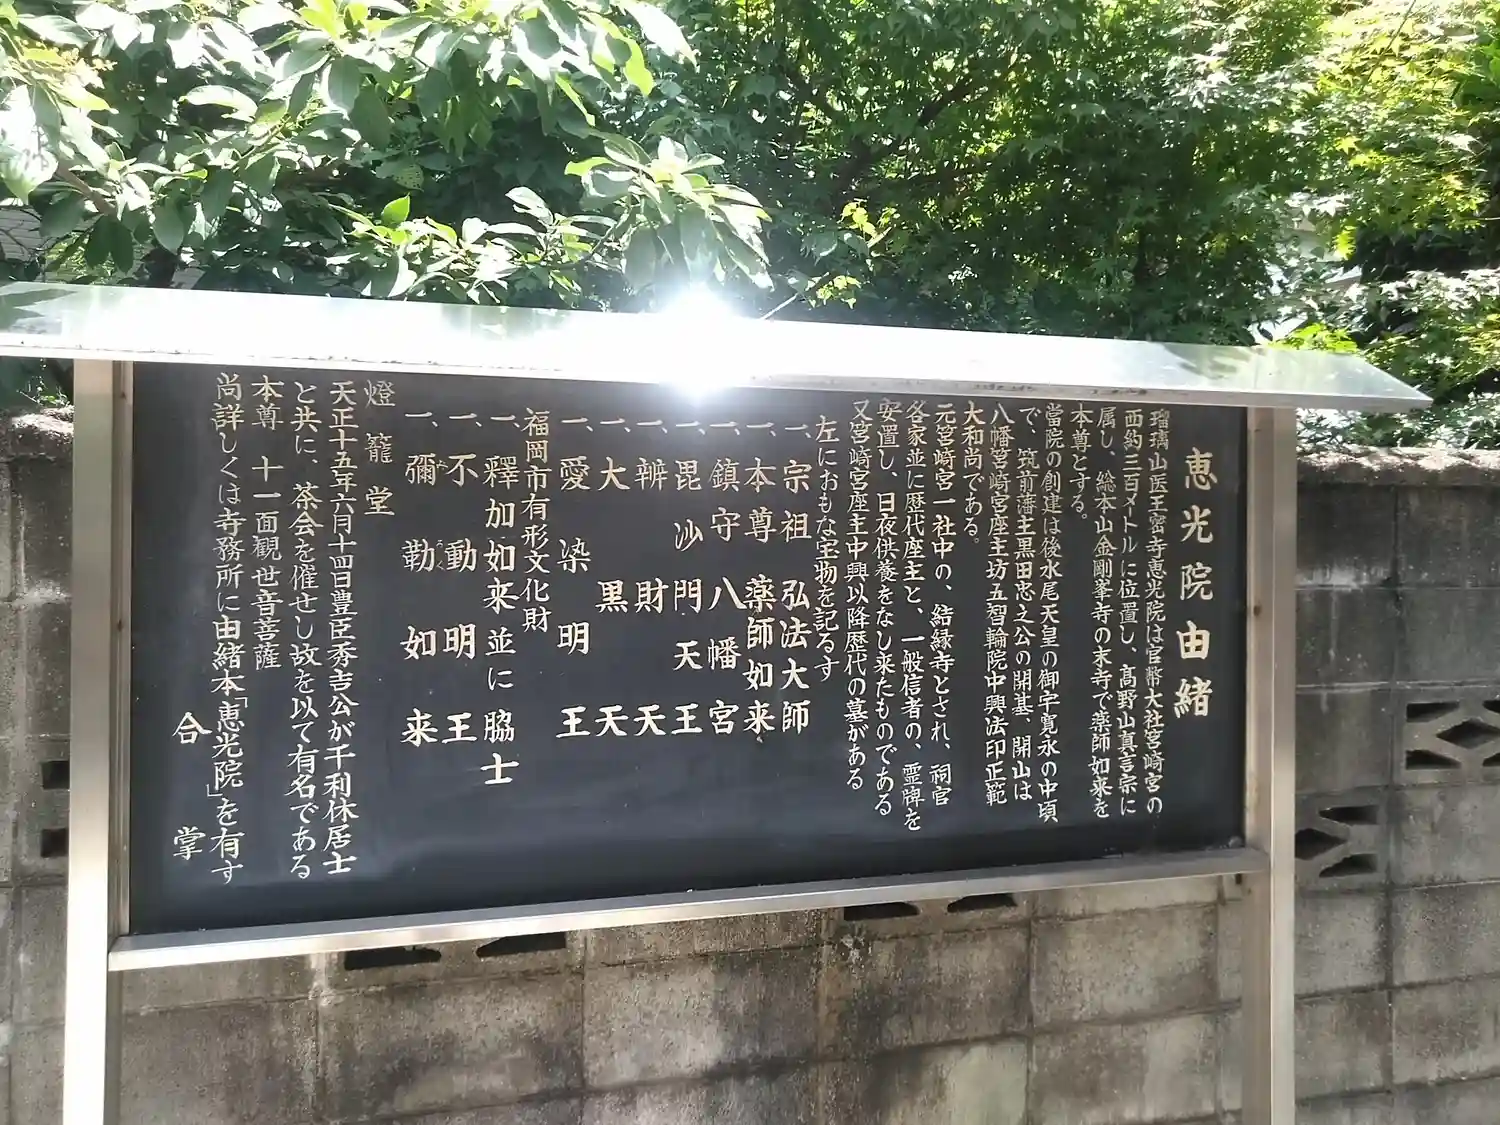 恵光院由緒
瑠璃山医王密寺恵光院は官幣大社宮崎宮の
西約三百メートルに位置し、髙野山真言宗に
属し、総本山金剛峯寺の末寺で薬師如来を
本尊とする。
当院の創建は後水尾天皇の御宇寛永の中頃
で、筑前藩主黒田忠之公の開基、開山は
八幡筥崎宮座主坊五智輪院中興法印正範
大和尚である。
元筥崎宮一社中の、結縁寺とされ、祠官
各家並に歴代座主と、一般信者の、霊牌を
安置し、日夜供養をなし来たものである
又筥崎宮座主中興以降歴代の墓がある
左におもな宝物を記るす
一、宗祖 弘法大師
一、本尊 薬師如来
一、鎮守八幡宮
一、毘沙門天王
一、辨財天
一、大黒天
一、愛染明王
福岡市有形文化財
一、釋加如来並に脇士
一、不動明王
一、彌勒如来
燈籠堂
天正十五年六月十四日豊臣秀吉公が千利休居士
と共に、茶会を催せし故を以て有名である
本尊 十一面観世音菩薩
尚詳しくは寺務所に由緒本「恵光院」を有す
合掌